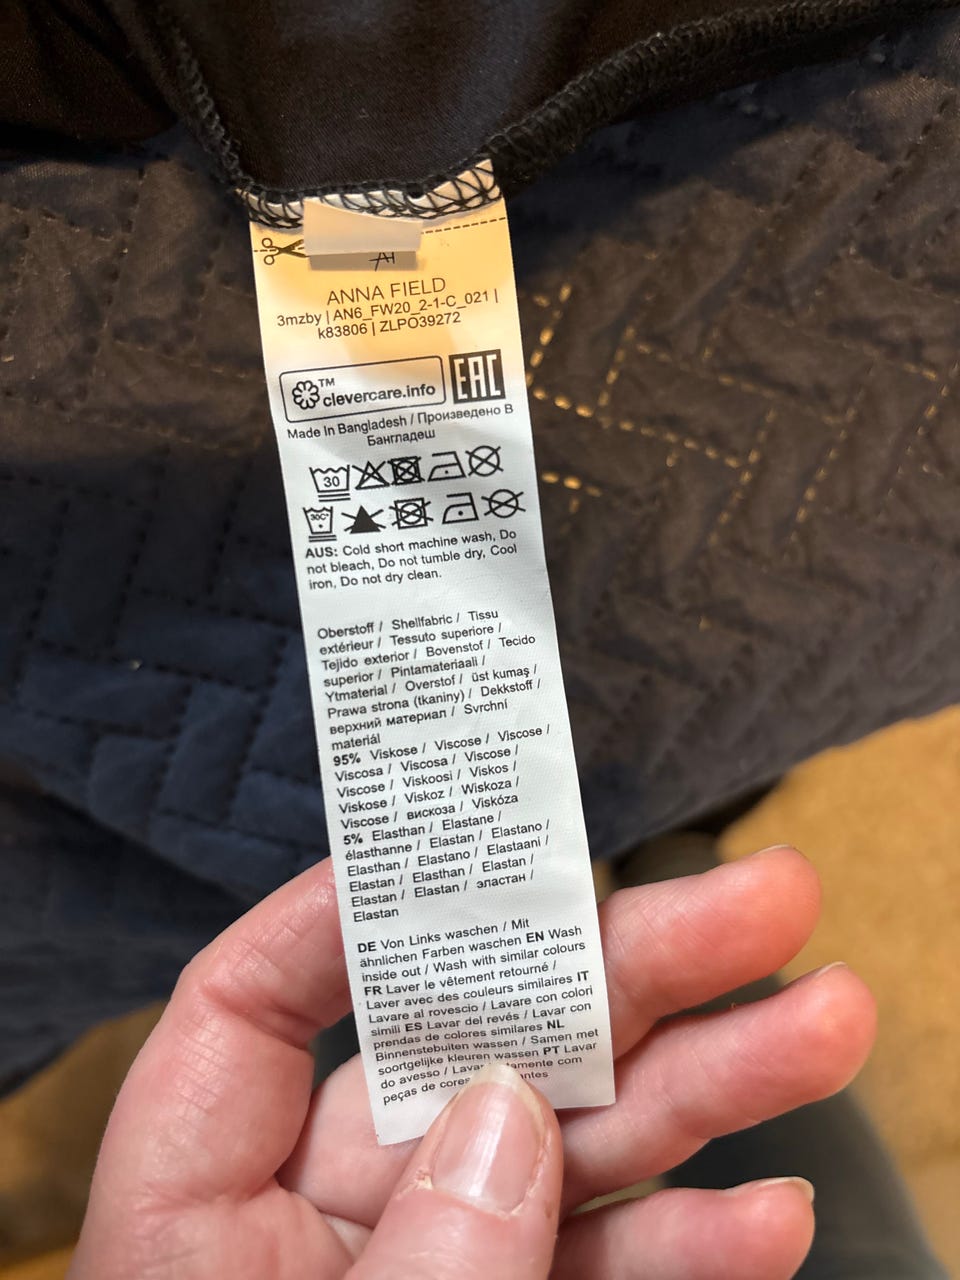 ANNA FIELD
3mzby | AN6_FW20_2-1-C_021 |
k83806 | ZLPO39272
™
clevercare.info
EAC
Made In Bangladesh / Произведено В
Бангладеш
30
30C°
AUS: Cold short machine wash, Do
not bleach, Do not tumble dry, Cool
iron, Do not dry clean.
Oberstoff / Shellfabric / Tissu
extérieur / Tessuto superiore /
Tejido exterior / Bovenstof / Tecido
superior / Pintamateriaali /
Ytmaterial / Overstof / üst kumaş /
Prawa strona (tkaniny) / Dekkstoff /
верхний материал / Svrchní
materiál
95% Viskose / Viscose / Viscose /
Viscosa / Viscosa / Viscose /
Viscose / Viskoosi / Viskos /
Viskose / Viskoz / Wiskoza /
Viscose / вискоза / Viskóza
5% Elasthan / Elastane /
élasthanne / Elastan / Elastano /
Elasthan / Elastano / Elastaani /
Elastan / Elasthan / Elastan /
Elastan / Elastan / эластан /
Elastan
DE Von Links waschen / Mit
ähnlichen Farben waschen EN Wash
inside out / Wash with similar colours
FR Laver le vêtement retourné /
Laver avec des couleurs similaires IT
Lavare al rovescio / Lavare con colori
simili ES Lavar del revés / Lavar con
prendas de colores similares NL
Binnenstebuiten wassen / Samen met
soortgelijke kleuren wassen PT Lavar
do avesso / Lavar com
peças de cores